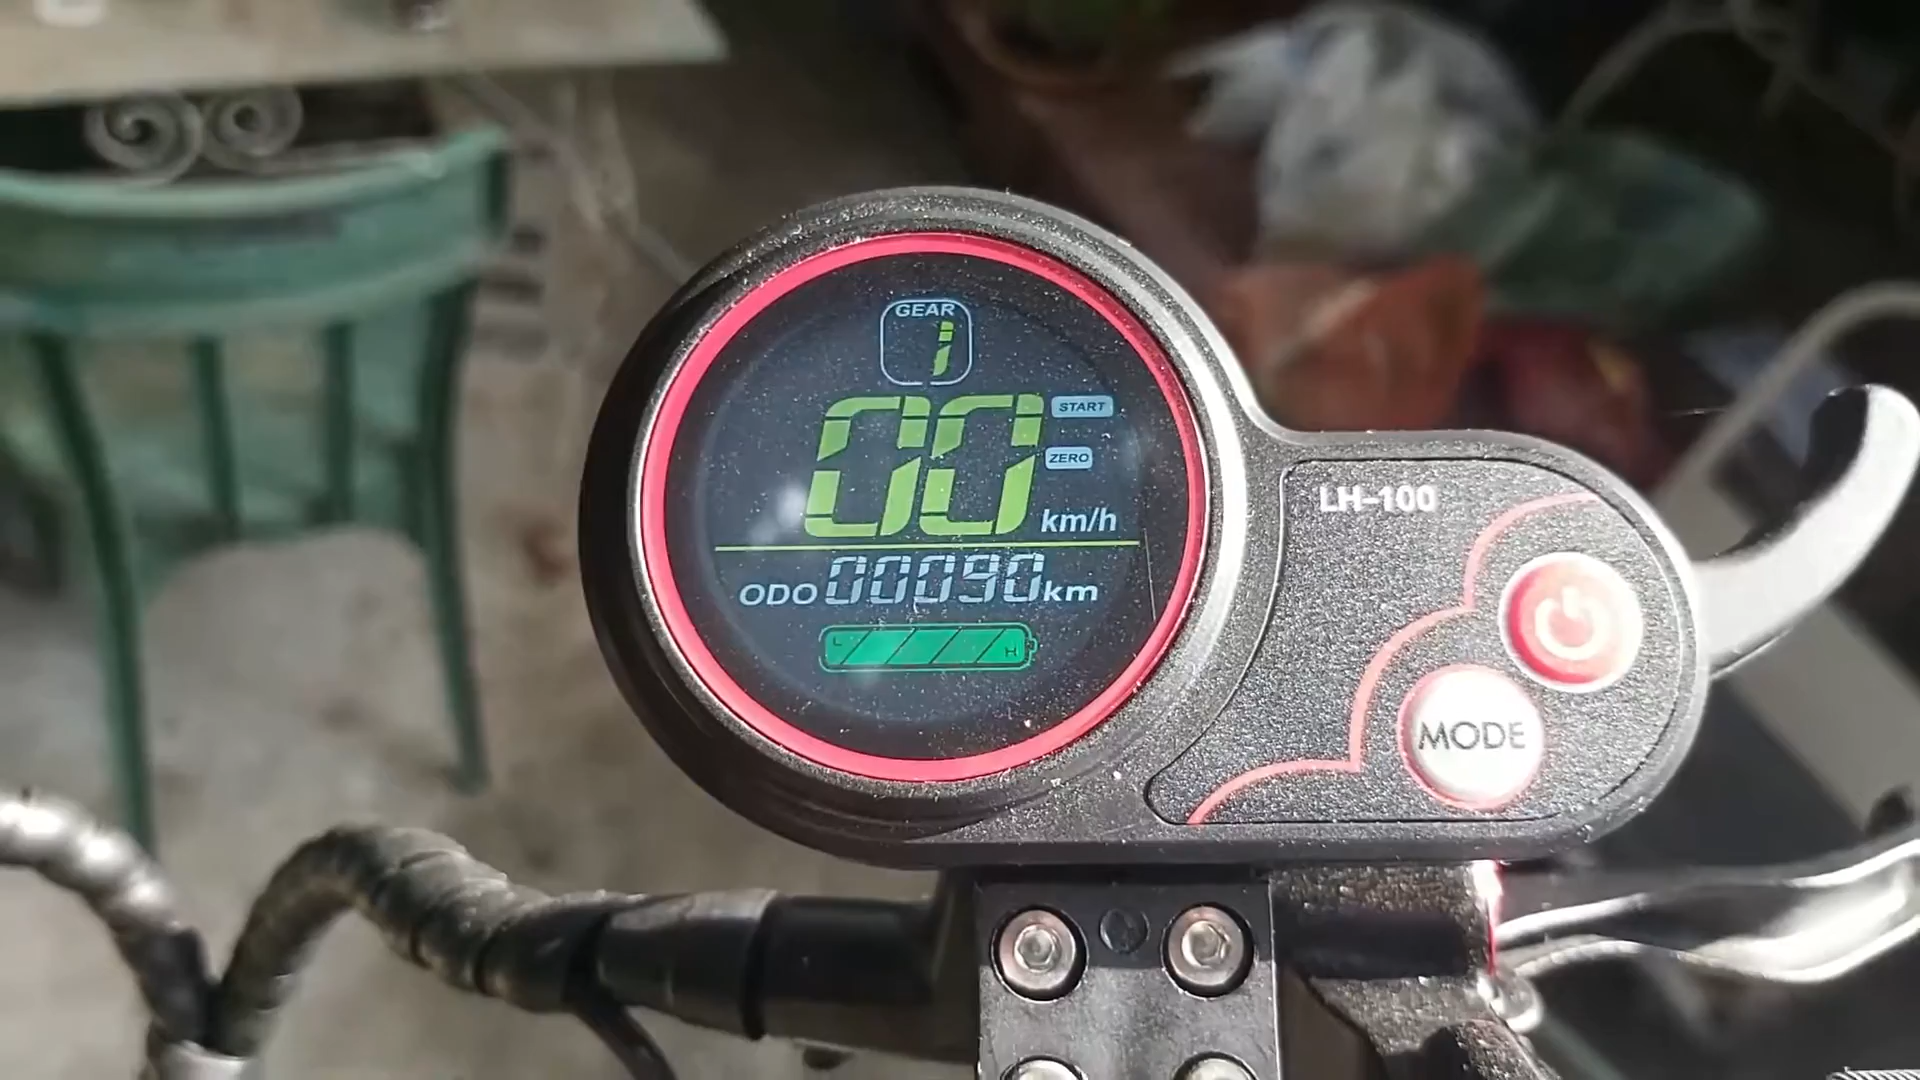 GEAR
1
00 START
ZERO
km/h
ODO 00090 km
L H
LH-100
MODE